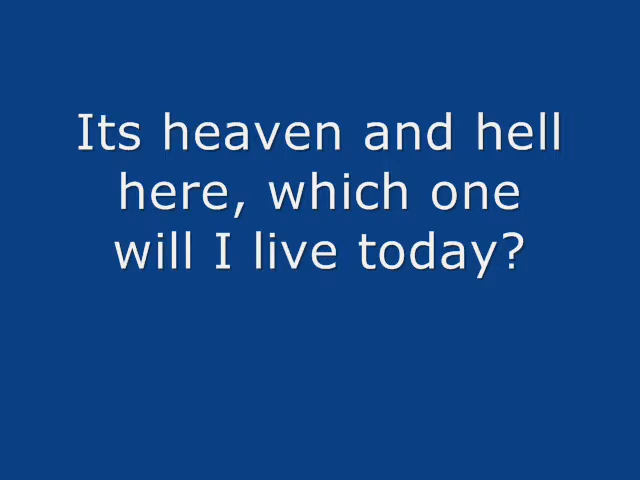 Its heaven and hell
here, which one
will I live today?